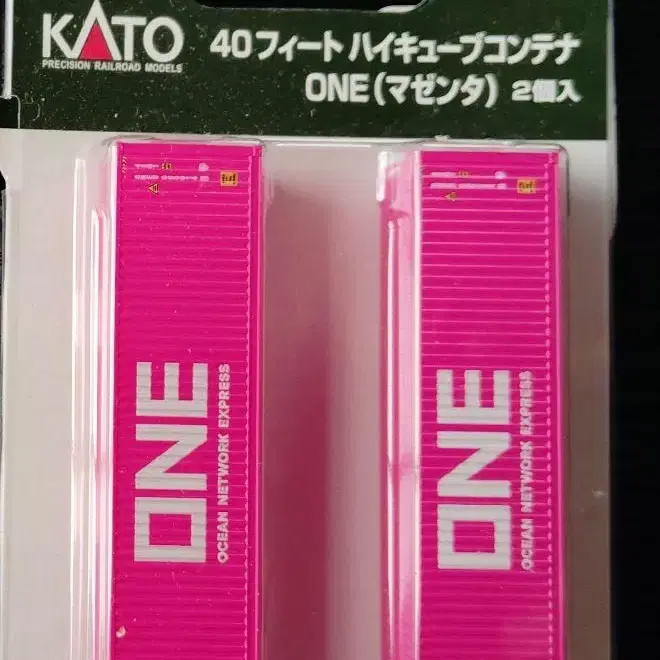 KATO
PRECISION RAILROAD MODELS
40フィート ハイキューブコンテナ
ONE(マゼンタ) 2個入
ONE
OCEAN NETWORK EXPRESS
ONE
OCEAN NETWORK EXPRESS